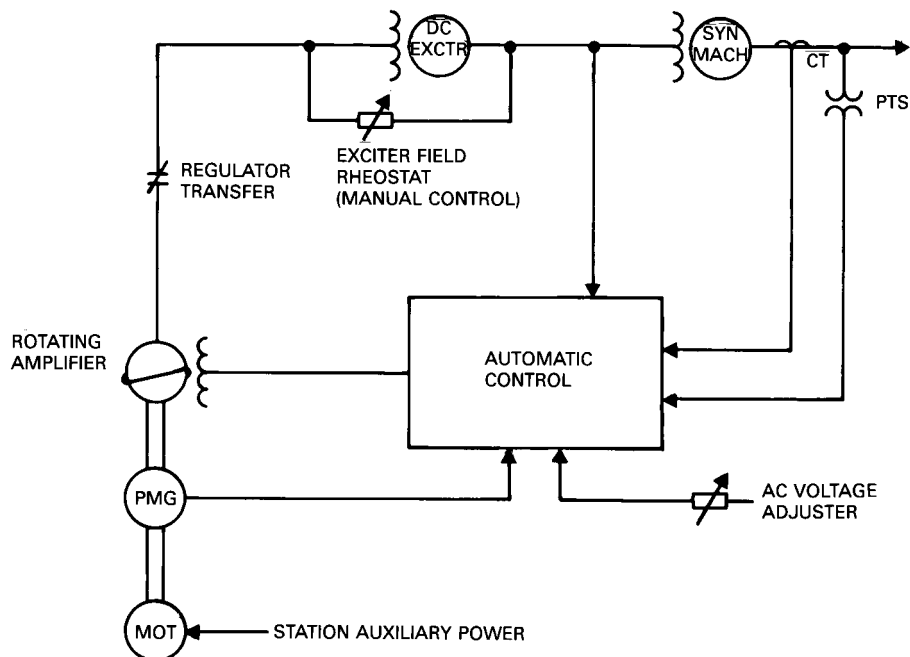 DC
EXCTR
SYN
MACH
CT
PTS
REGULATOR
TRANSFER
EXCITER FIELD
RHEOSTAT
(MANUAL CONTROL)
ROTATING
AMPLIFIER
AUTOMATIC
CONTROL
PMG
AC VOLTAGE
ADJUSTER
MOT
STATION AUXILIARY POWER